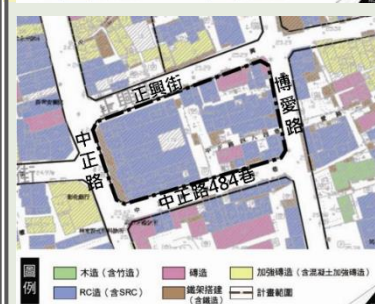 正興街
博愛路
中正路
中正路484巷
圖例
木造（含竹造）
磚造
加強磚造（含混凝土加強磚造）
RC造（含SRC）
鐵架搭建（含鐵造）
計畫範圍